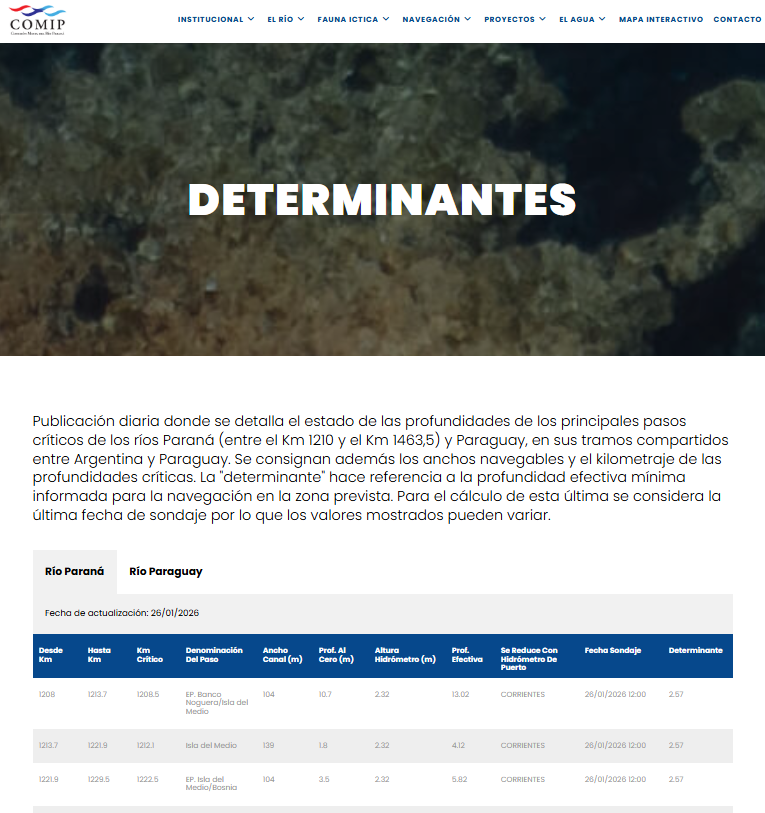 COMIP
INSTITUCIONAL EL RÍO FAUNA ICTICA NAVEGACIÓN PROYECTOS EL AGUA MAPA INTERACTIVO CONTACTO
DETERMINANTES
Publicación diaria donde se detalla el estado de las profundidades de los principales pasos
críticos de los ríos Paraná (entre el Km 1210 y el Km 1463,5) y Paraguay, en sus tramos compartidos
entre Argentina y Paraguay. Se consignan además los anchos navegables y el kilometraje de las
profundidades críticas. La "determinante" hace referencia a la profundidad efectiva mínima
informada para la navegación en la zona prevista. Para el cálculo de esta última se considera la
última fecha de sondaje por lo que los valores mostrados pueden variar.
Río Paraná Río Paraguay
Fecha de actualización: 26/01/2026
Desde Km Hasta Km Km Crítico Denominación Del Paso Ancho Canal (m) Prof. Al Cero (m) Altura Hidrómetro (m) Prof. Efectiva Se Reduce Con Hidrómetro De Puerto Fecha Sondaje Determinante
1208 1213.7 1208.5 EP. Banco Noguera/Isla del Medio 104 10.7 2.32 13.02 CORRIENTES 26/01/2026 12:00 2.57
1213.7 1221.9 1212.1 Isla del Medio 139 1.8 2.32 4.12 CORRIENTES 26/01/2026 12:00 2.57
1221.9 1229.5 1222.5 EP. Isla del Medio/Bosnia 104 3.5 2.32 5.82 CORRIENTES 26/01/2026 12:00 2.57